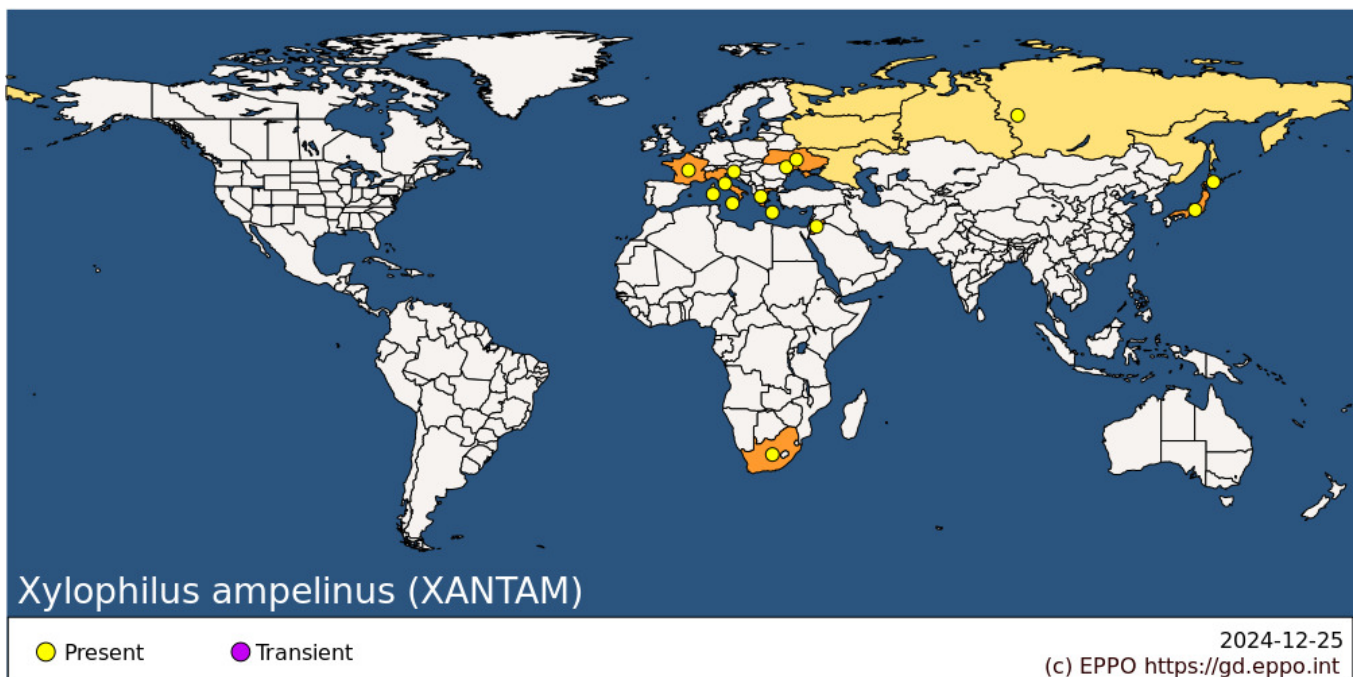 Xylophilus ampelinus (XANTAM)
Present
Transient
2024-12-25
(c) EPPO https://gd.eppo.int